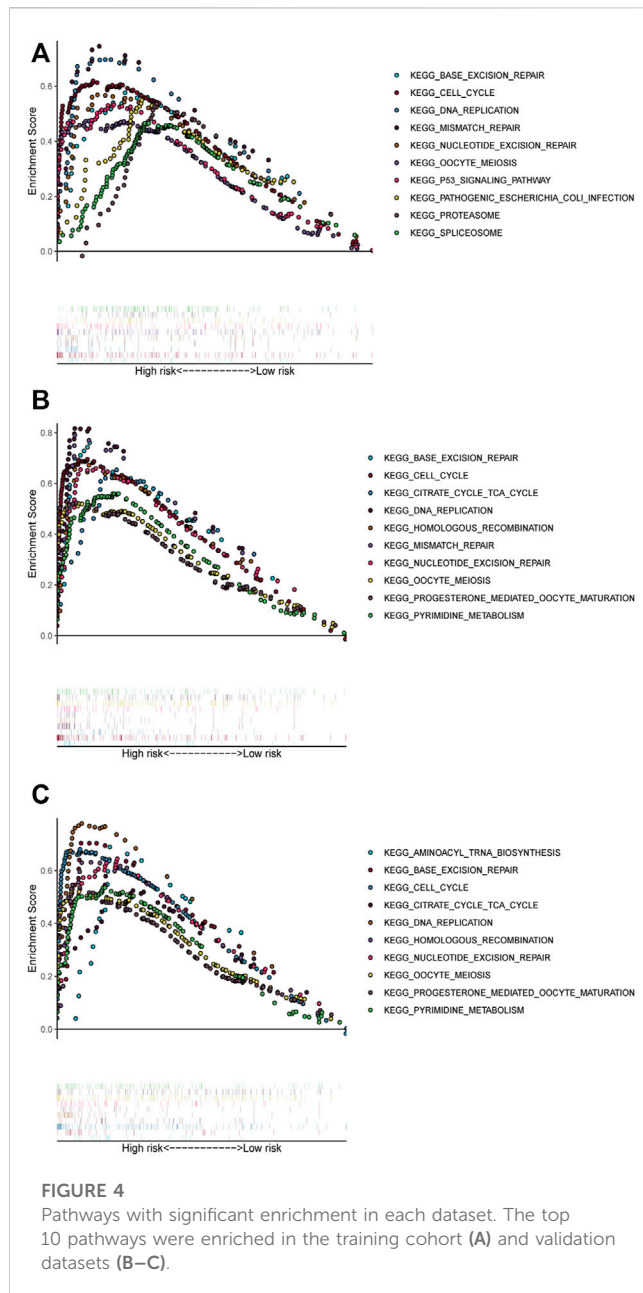 A
Enrichment Score
0.6
0.4
0.2
0.0
KEGG_BASE_EXCISION_REPAIR
KEGG_CELL_CYCLE
KEGG_DNA_REPLICATION
KEGG_MISMATCH_REPAIR
KEGG_NUCLEOTIDE_EXCISION_REPAIR
KEGG_OOCYTE_MEIOSIS
KEGG_P53_SIGNALING_PATHWAY
KEGG_PATHOGENIC_ESCHERICHIA_COLI_INFECTION
KEGG_PROTEASOME
KEGG_SPLICEOSOME
High risk<----------->Low risk
B
Enrichment Score
0.8
0.6
0.4
0.2
0.0
KEGG_BASE_EXCISION_REPAIR
KEGG_CELL_CYCLE
KEGG_CITRATE_CYCLE_TCA_CYCLE
KEGG_DNA_REPLICATION
KEGG_HOMOLOGOUS_RECOMBINATION
KEGG_MISMATCH_REPAIR
KEGG_NUCLEOTIDE_EXCISION_REPAIR
KEGG_OOCYTE_MEIOSIS
KEGG_PROGESTERONE_MEDIATED_OOCYTE_MATURATION
KEGG_PYRIMIDINE_METABOLISM
High risk<----------->Low risk
C
Enrichment Score
0.6
0.4
0.2
0.0
KEGG_AMINOACYL_TRNA_BIOSYNTHESIS
KEGG_BASE_EXCISION_REPAIR
KEGG_CELL_CYCLE
KEGG_CITRATE_CYCLE_TCA_CYCLE
KEGG_DNA_REPLICATION
KEGG_HOMOLOGOUS_RECOMBINATION
KEGG_NUCLEOTIDE_EXCISION_REPAIR
KEGG_OOCYTE_MEIOSIS
KEGG_PROGESTERONE_MEDIATED_OOCYTE_MATURATION
KEGG_PYRIMIDINE_METABOLISM
High risk<----------->Low risk
FIGURE 4
Pathways with significant enrichment in each dataset. The top
10 pathways were enriched in the training cohort (A) and validation
datasets (B–C).